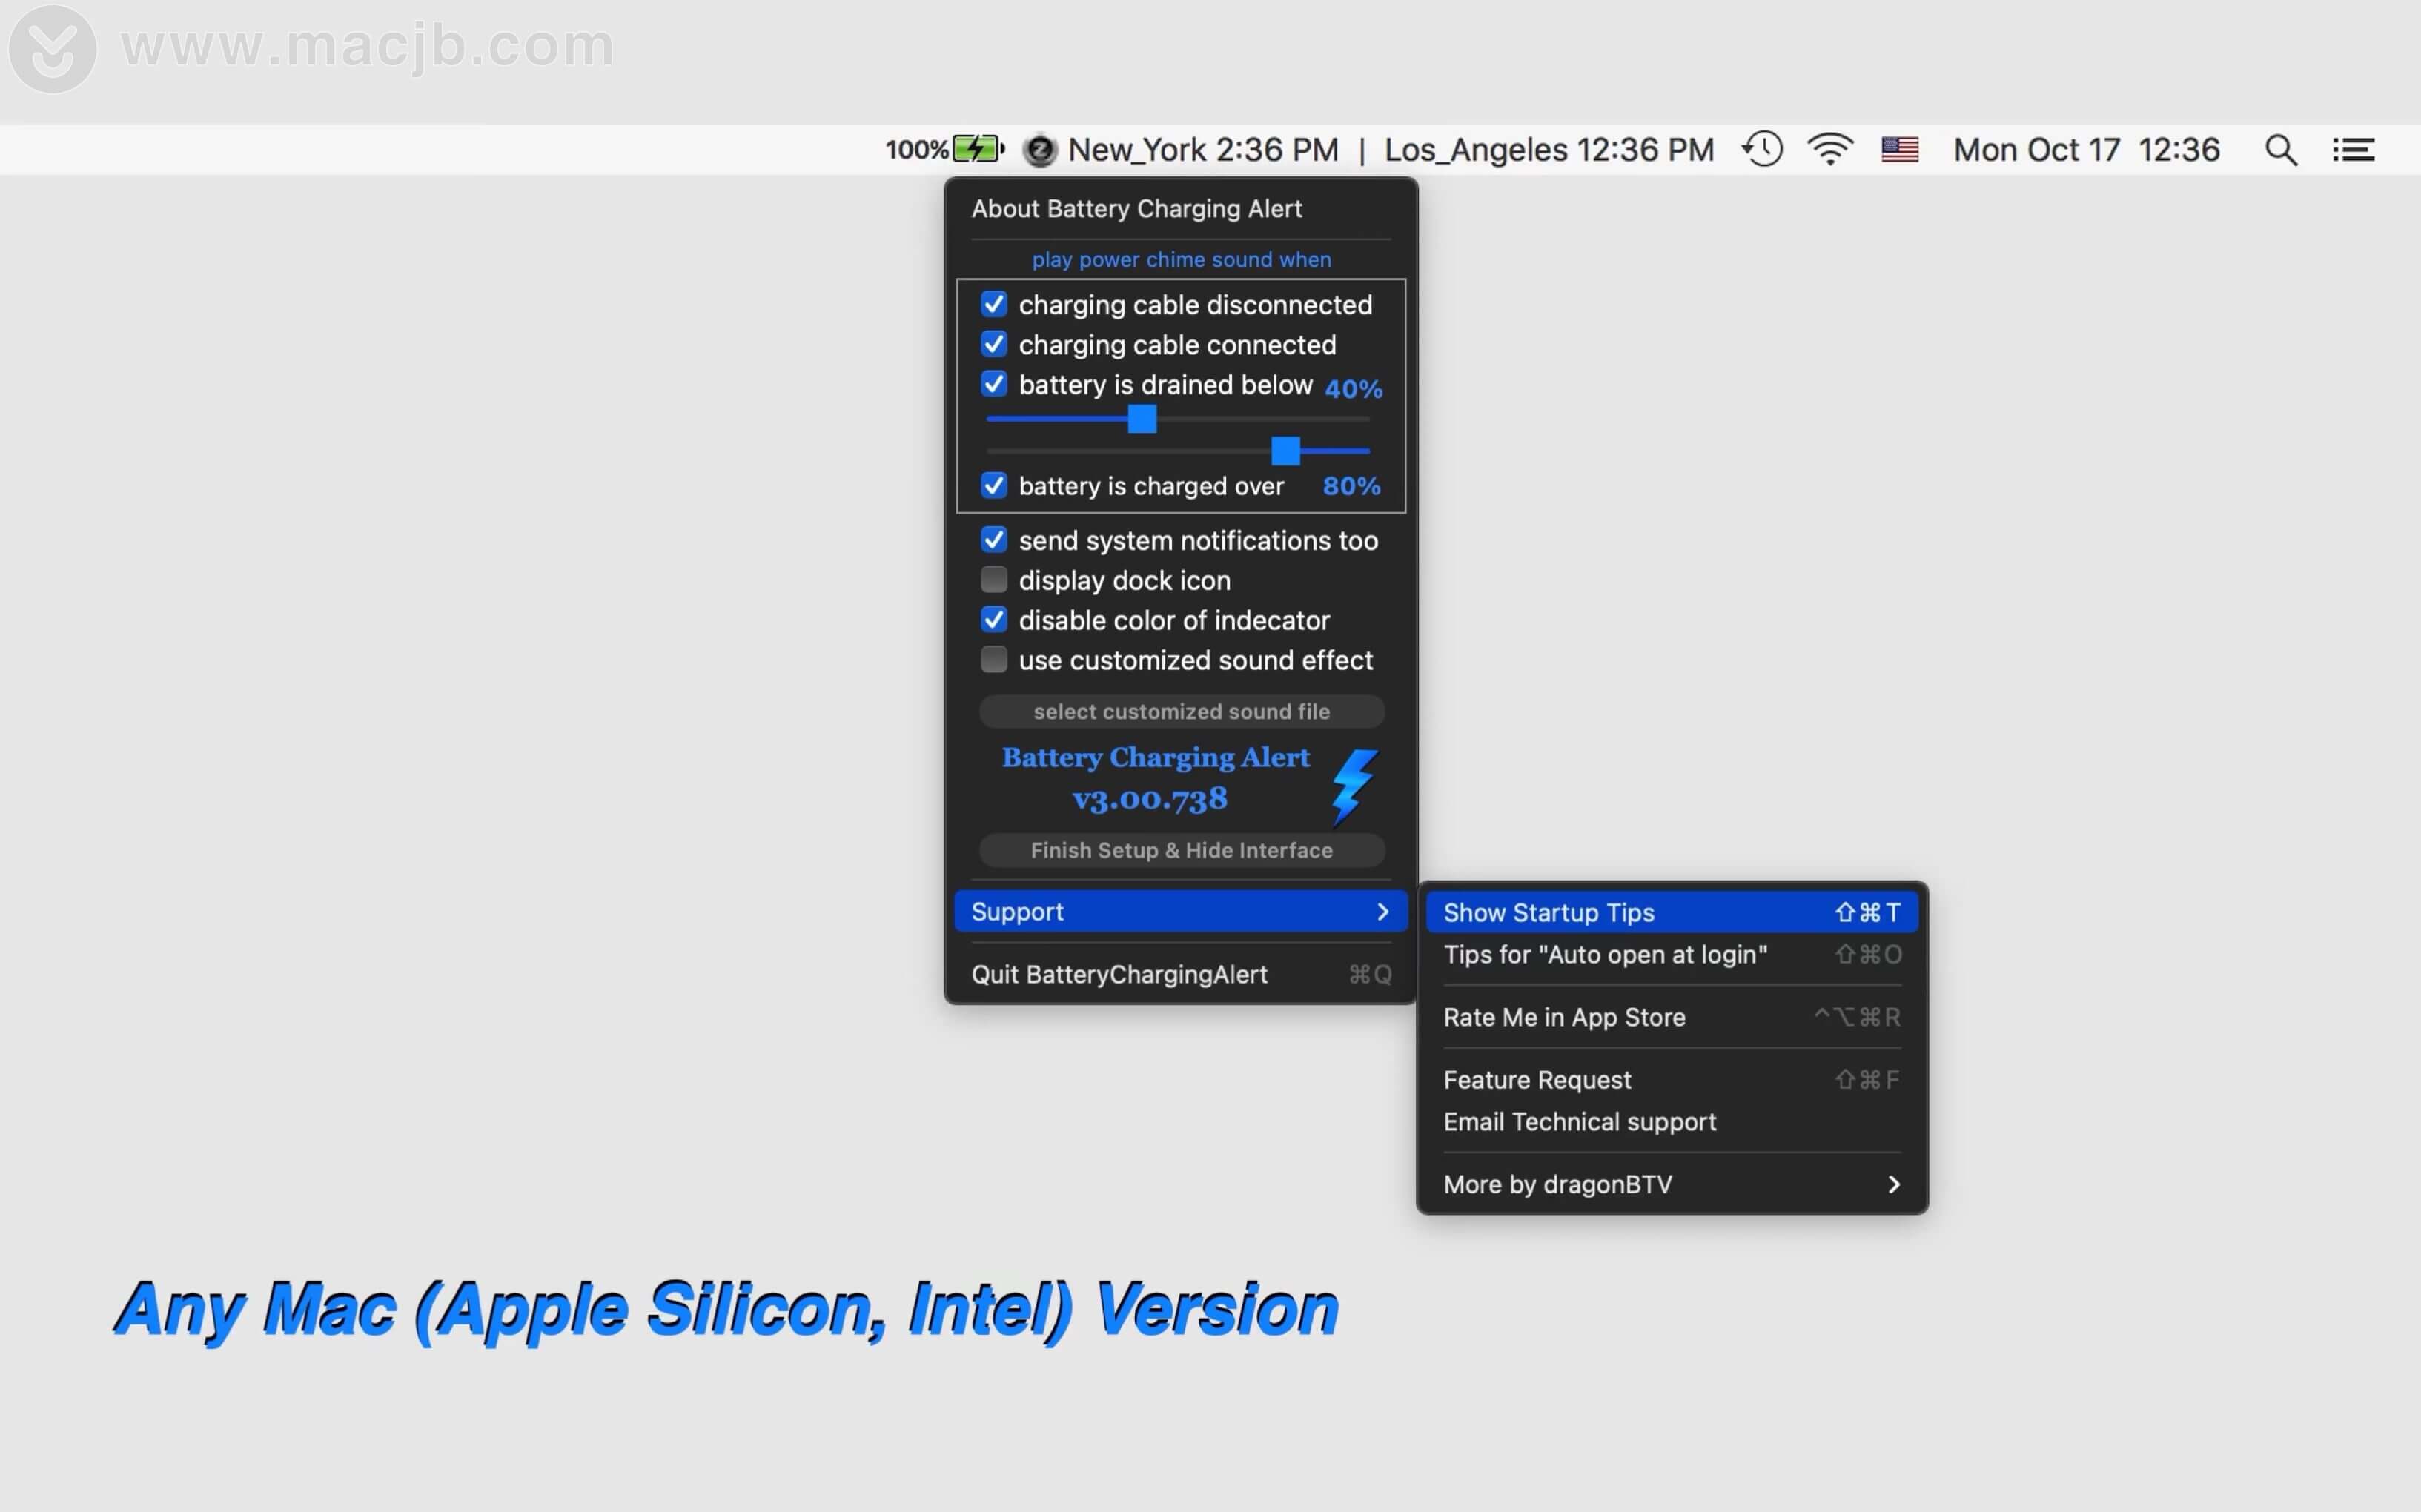 www.macjb.com
100% New_York 2:36 PM | Los_Angeles 12:36 PM Mon Oct 17 12:36
About Battery Charging Alert
play power chime sound when
charging cable disconnected
charging cable connected
battery is drained below 40%
battery is charged over 80%
send system notifications too
display dock icon
disable color of indecator
use customized sound effect
select customized sound file
Battery Charging Alert
v3.00.738
Finish Setup & Hide Interface
Support
Quit BatteryChargingAlert ⌘Q
Show Startup Tips ⇧⌘T
Tips for "Auto open at login" ⇧⌘O
Rate Me in App Store ^⌥⌘R
Feature Request ⇧⌘F
Email Technical support
More by dragonBTV
Any Mac (Apple Silicon, Intel) Version